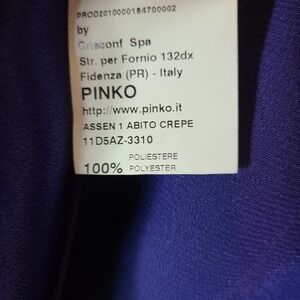 PROD2010000184700002
by
Crisconf Spa
Str. per Fornio 132dx
Fidenza (PR) - Italy
PINKO
http://www.pinko.it
ASSEN 1 ABITO CREPE
11D5AZ-3310
POLIESTERE
100% POLYESTER